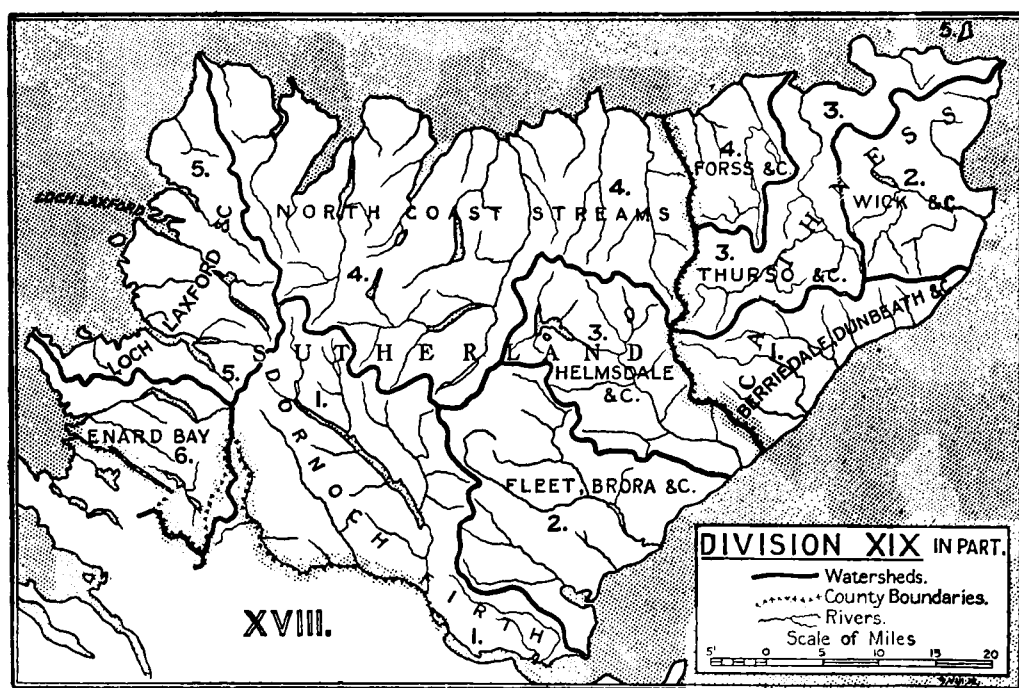 5.
3.
5.
4.
FORSS &C.
CAITHNESS
2.
WICK &C.
LOCH LAXFORD
NORTH COAST STREAMS
4.
4.
3.
THURSO &C.
LOCH LAXFORD &C
5.
SUTHERLAND
3.
HELMSDALE
&C.
1.
BERRIEDALE, DUNBEATH &C.
1.
DORNOCH FIRTH
1.
ENARD BAY
6.
FLEET, BRORA &C.
2.
XVIII.
DIVISION XIX IN PART.
Watersheds.
County Boundaries.
Rivers.
Scale of Miles
5' 0 5 10 15 20